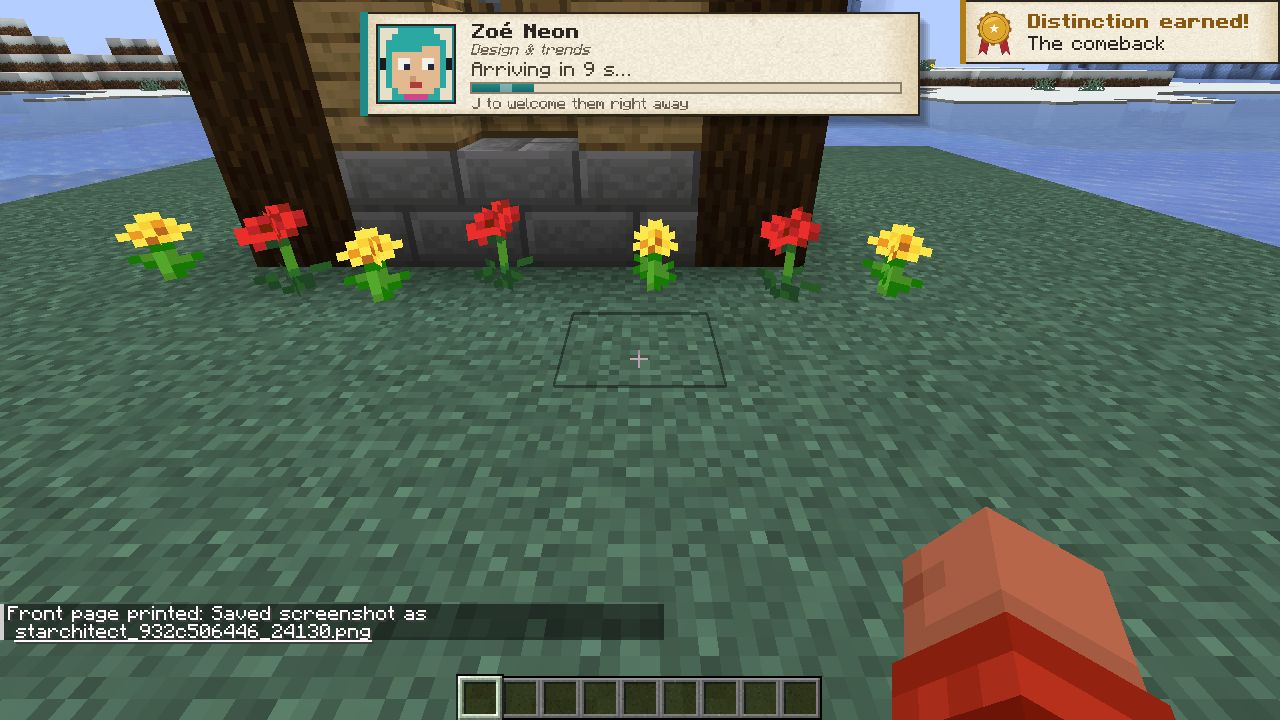 Zoé Neon
Design & trends
Arriving in 9 s...
J to welcome them right away
Distinction earned!
The comeback
Front page printed: Saved screenshot as
starchitect_932c506446_24130.png